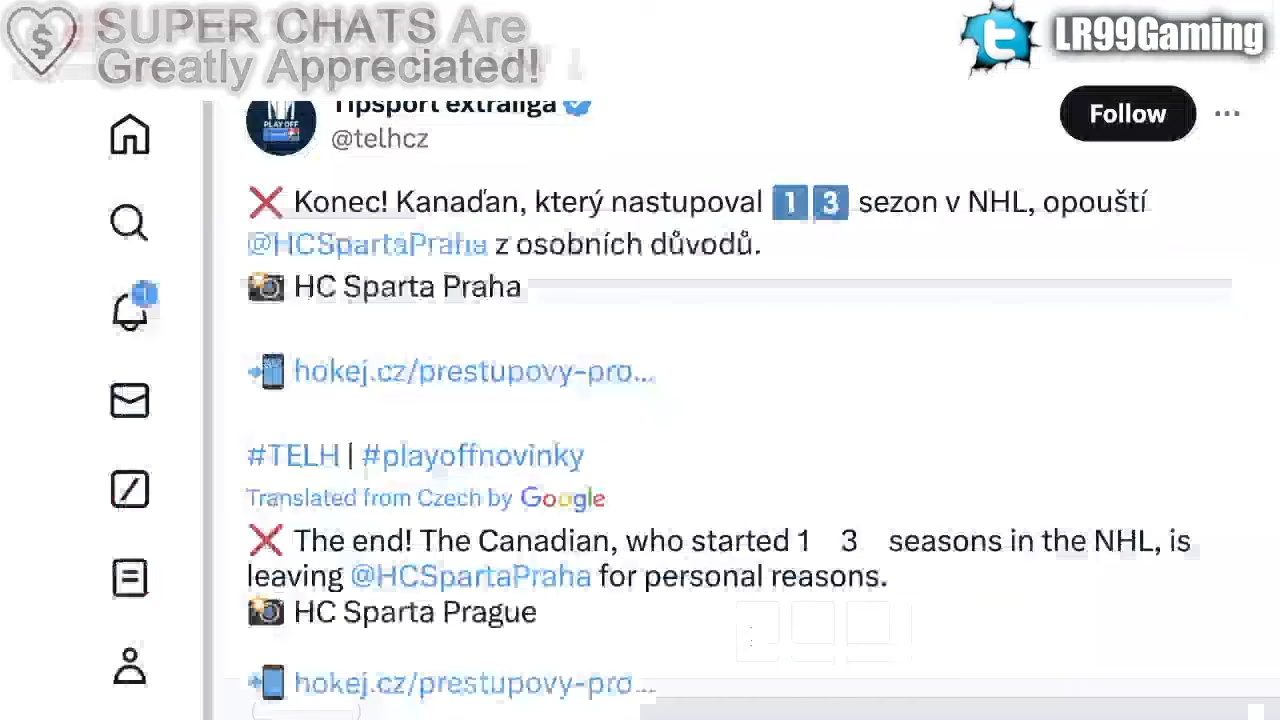 SUPER CHATS Are
Greatly Appreciated!
LR99Gaming
Tipsport extraliga
@telhcz
Follow
PLAY OFF
❌ Konec! Kanaďan, který nastupoval 1️⃣3️⃣ sezon v NHL, opouští
@HCSpartaPraha z osobních důvodů.
📸 HC Sparta Praha
📲 hokej.cz/prestupovy-pro...
#TELH | #playoffnovinky
Translated from Czech by Google
❌ The end! The Canadian, who started 1 3 seasons in the NHL, is
leaving @HCSpartaPraha for personal reasons.
📸 HC Sparta Prague
📲 hokej.cz/prestupovy-pro...